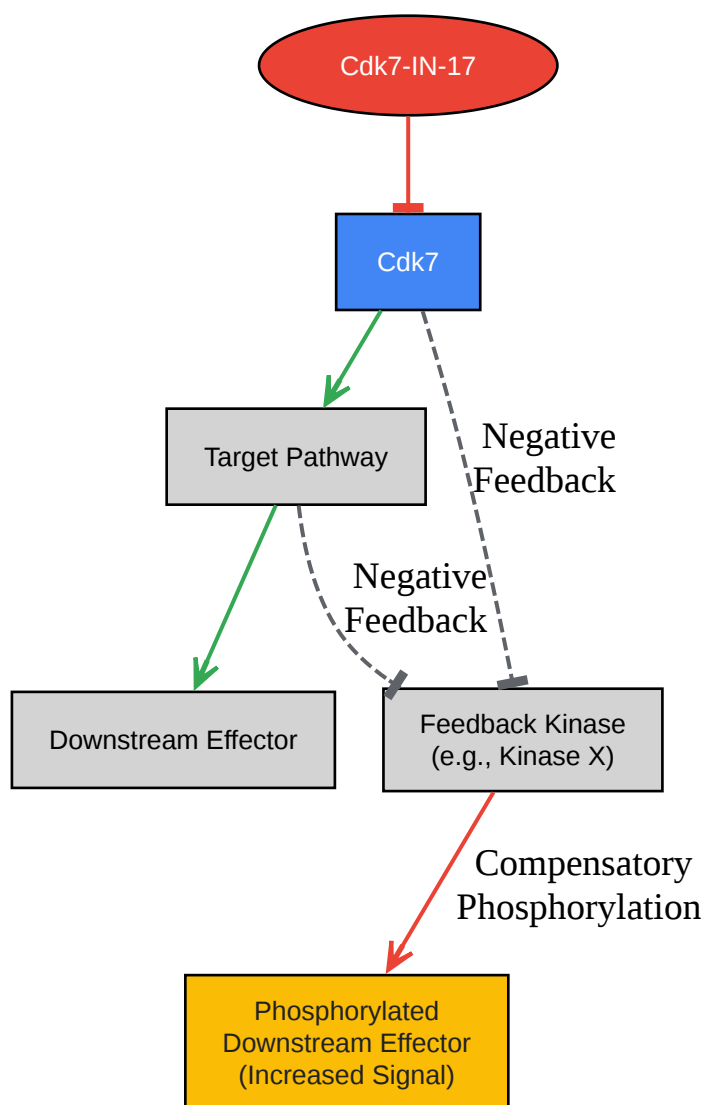 Cdk7-IN-17
Cdk7
Negative
Feedback
Target Pathway
Negative
Feedback
Downstream Effector
Feedback Kinase
(e.g., Kinase X)
Compensatory
Phosphorylation
Phosphorylated
Downstream Effector
(Increased Signal)